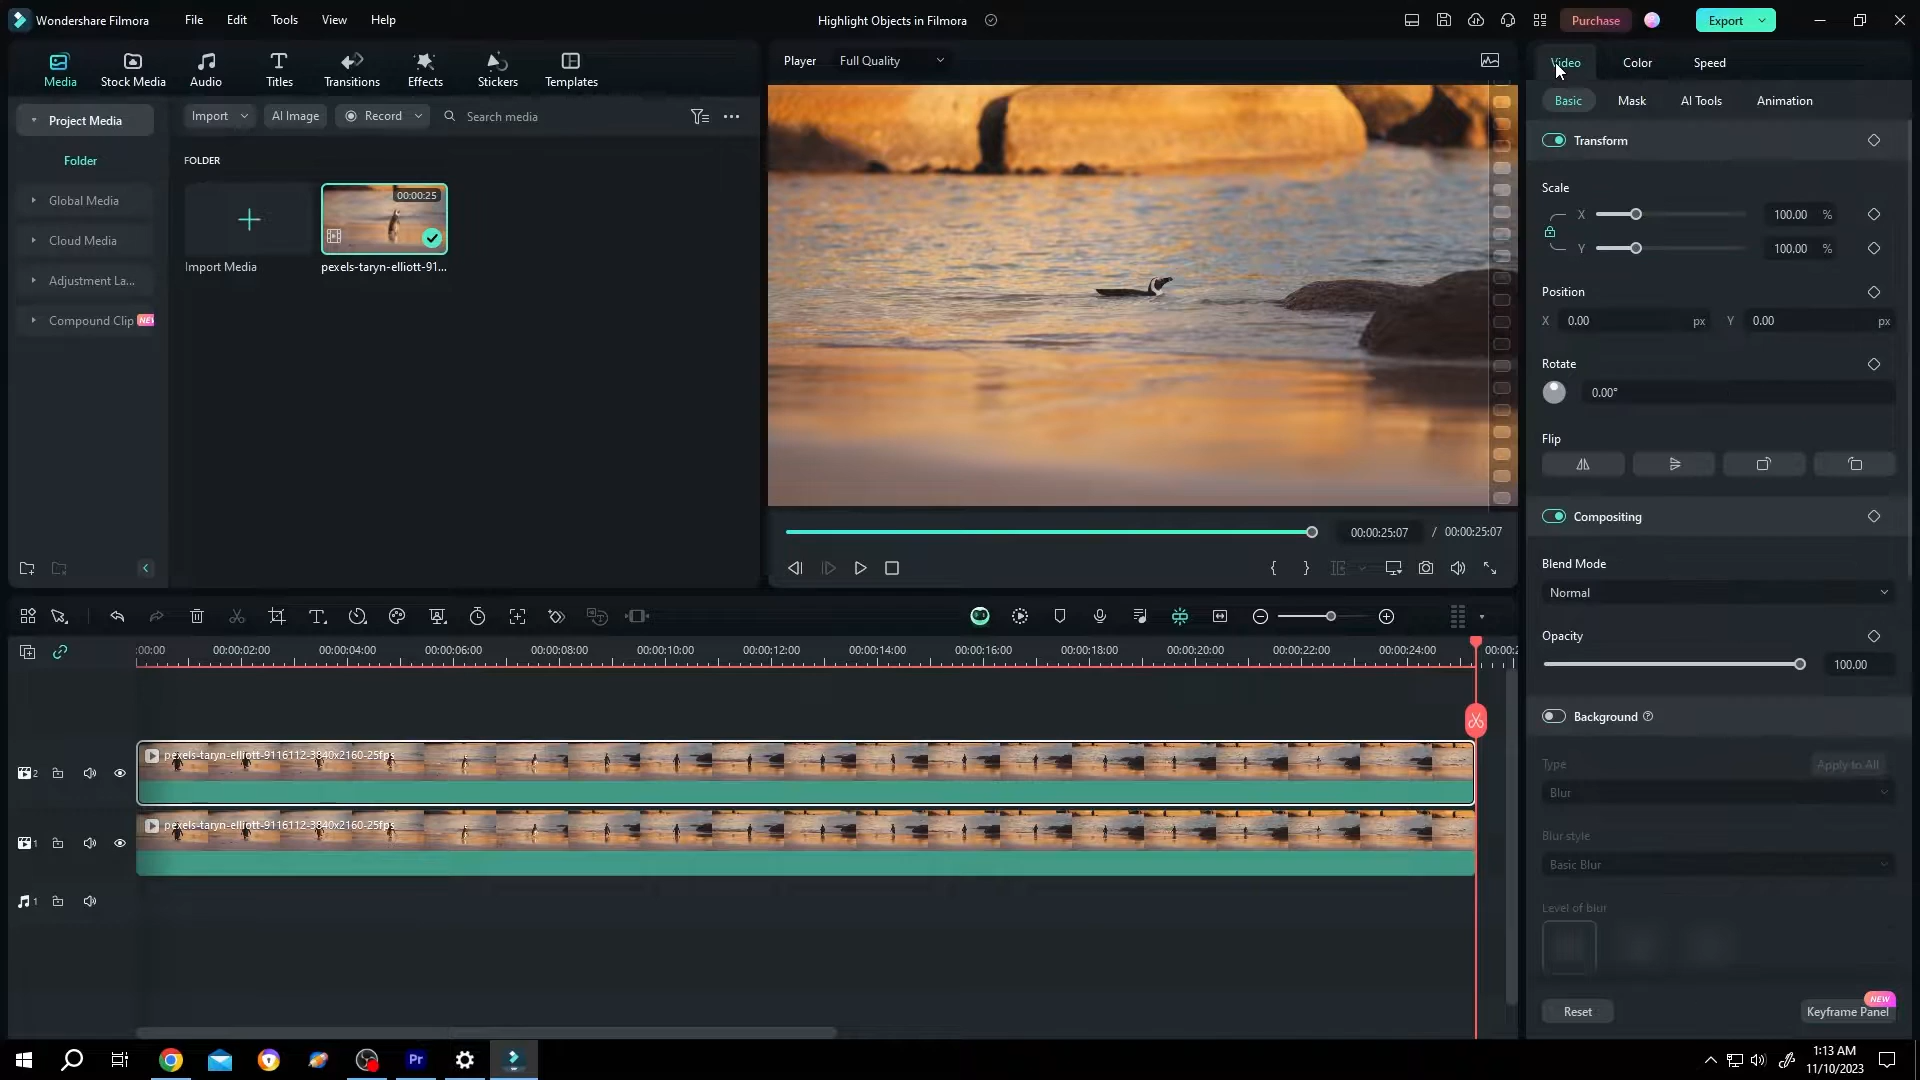 Wondershare Filmora
File
Edit
Tools
View
Help
Highlight Objects in Filmora
Purchase
Export
Media
Stock Media
Audio
Titles
Transitions
Effects
Stickers
Templates
Player
Full Quality
Video
Color
Speed
Project Media
Import
AI Image
Record
Search media
Basic
Mask
AI Tools
Animation
Folder
FOLDER
Transform
Global Media
Cloud Media
Adjustment La...
Compound Clip NEW
Import Media
00:00:25
pexels-taryn-elliott-91...
Scale
X 100.00 %
Y 100.00 %
Position
X 0.00 px Y 0.00 px
Rotate
0.00°
Flip
Compositing
00:00:25:07 / 00:00:25:07
Blend Mode
Normal
Opacity
100.00
:00:00 00:00:02:00 00:00:04:00 00:00:06:00 00:00:08:00 00:00:10:00 00:00:12:00 00:00:14:00 00:00:16:00 00:00:18:00 00:00:20:00 00:00:22:00 00:00:24:00 00:00:2
Background
pexels-taryn-elliott-9116112-3840x2160-25fps
2
Type
Apply to All
Blur
pexels-taryn-elliott-9116112-3840x2160-25fps
1
Blur style
Basic Blur
1
Level of blur
Reset
NEW
Keyframe Panel
Pr
1:13 AM
11/10/2023